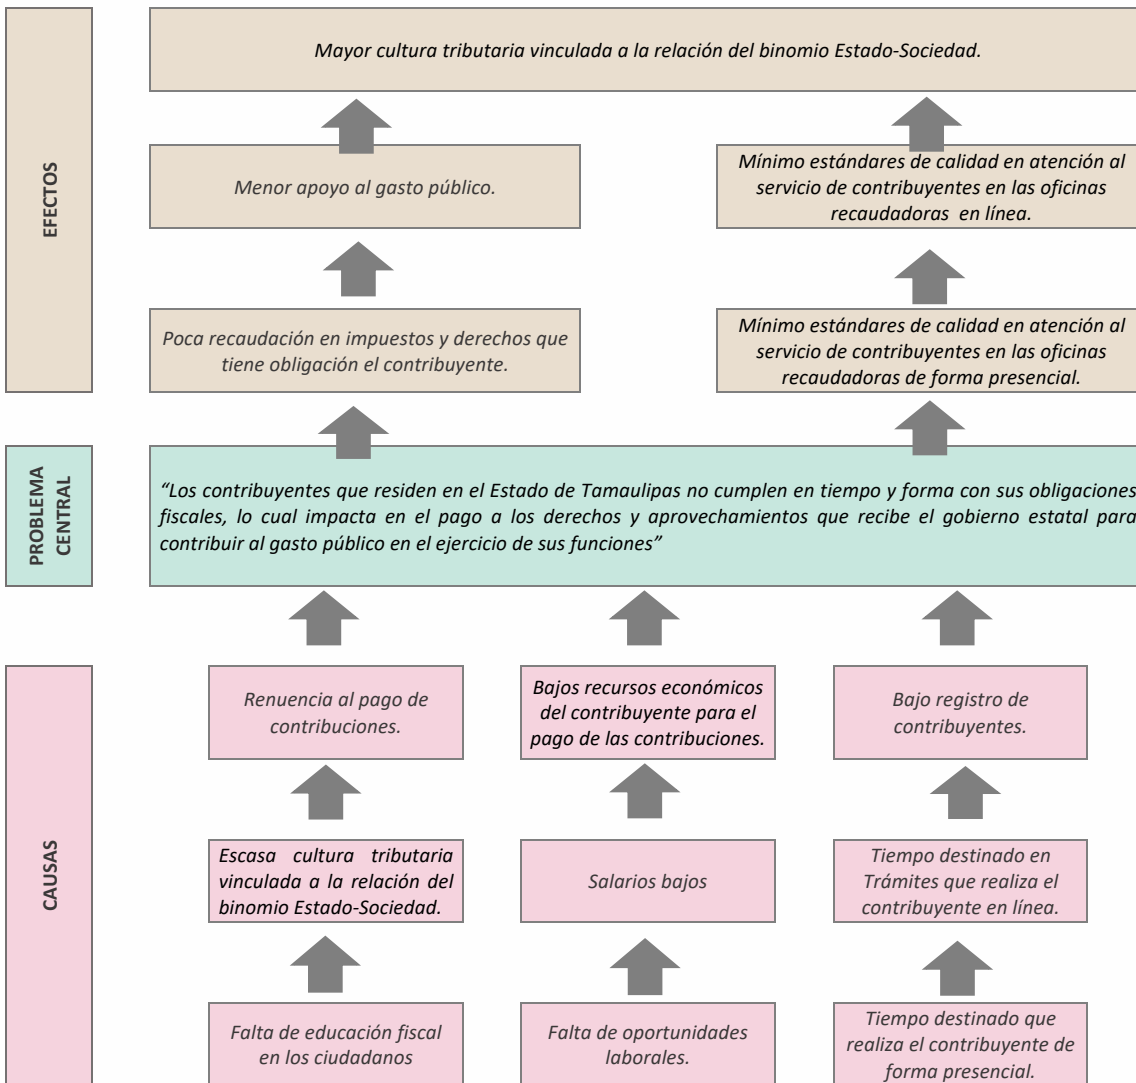 EFECTOS
Mayor cultura tributaria vinculada a la relación del binomio Estado-Sociedad.
Menor apoyo al gasto público.
Mínimo estándares de calidad en atención al
servicio de contribuyentes en las oficinas
recaudadoras en línea.
Poca recaudación en impuestos y derechos que
tiene obligación el contribuyente.
Mínimo estándares de calidad en atención al
servicio de contribuyentes en las oficinas
recaudadoras de forma presencial.
PROBLEMA
CENTRAL
“Los contribuyentes que residen en el Estado de Tamaulipas no cumplen en tiempo y forma con sus obligaciones
fiscales, lo cual impacta en el pago a los derechos y aprovechamientos que recibe el gobierno estatal para
contribuir al gasto público en el ejercicio de sus funciones”
CAUSAS
Renuencia al pago de
contribuciones.
Bajos recursos económicos
del contribuyente para el
pago de las contribuciones.
Bajo registro de
contribuyentes.
Escasa cultura tributaria
vinculada a la relación del
binomio Estado-Sociedad.
Salarios bajos
Tiempo destinado en
Trámites que realiza el
contribuyente en línea.
Falta de educación fiscal
en los ciudadanos
Falta de oportunidades
laborales.
Tiempo destinado que
realiza el contribuyente de
forma presencial.